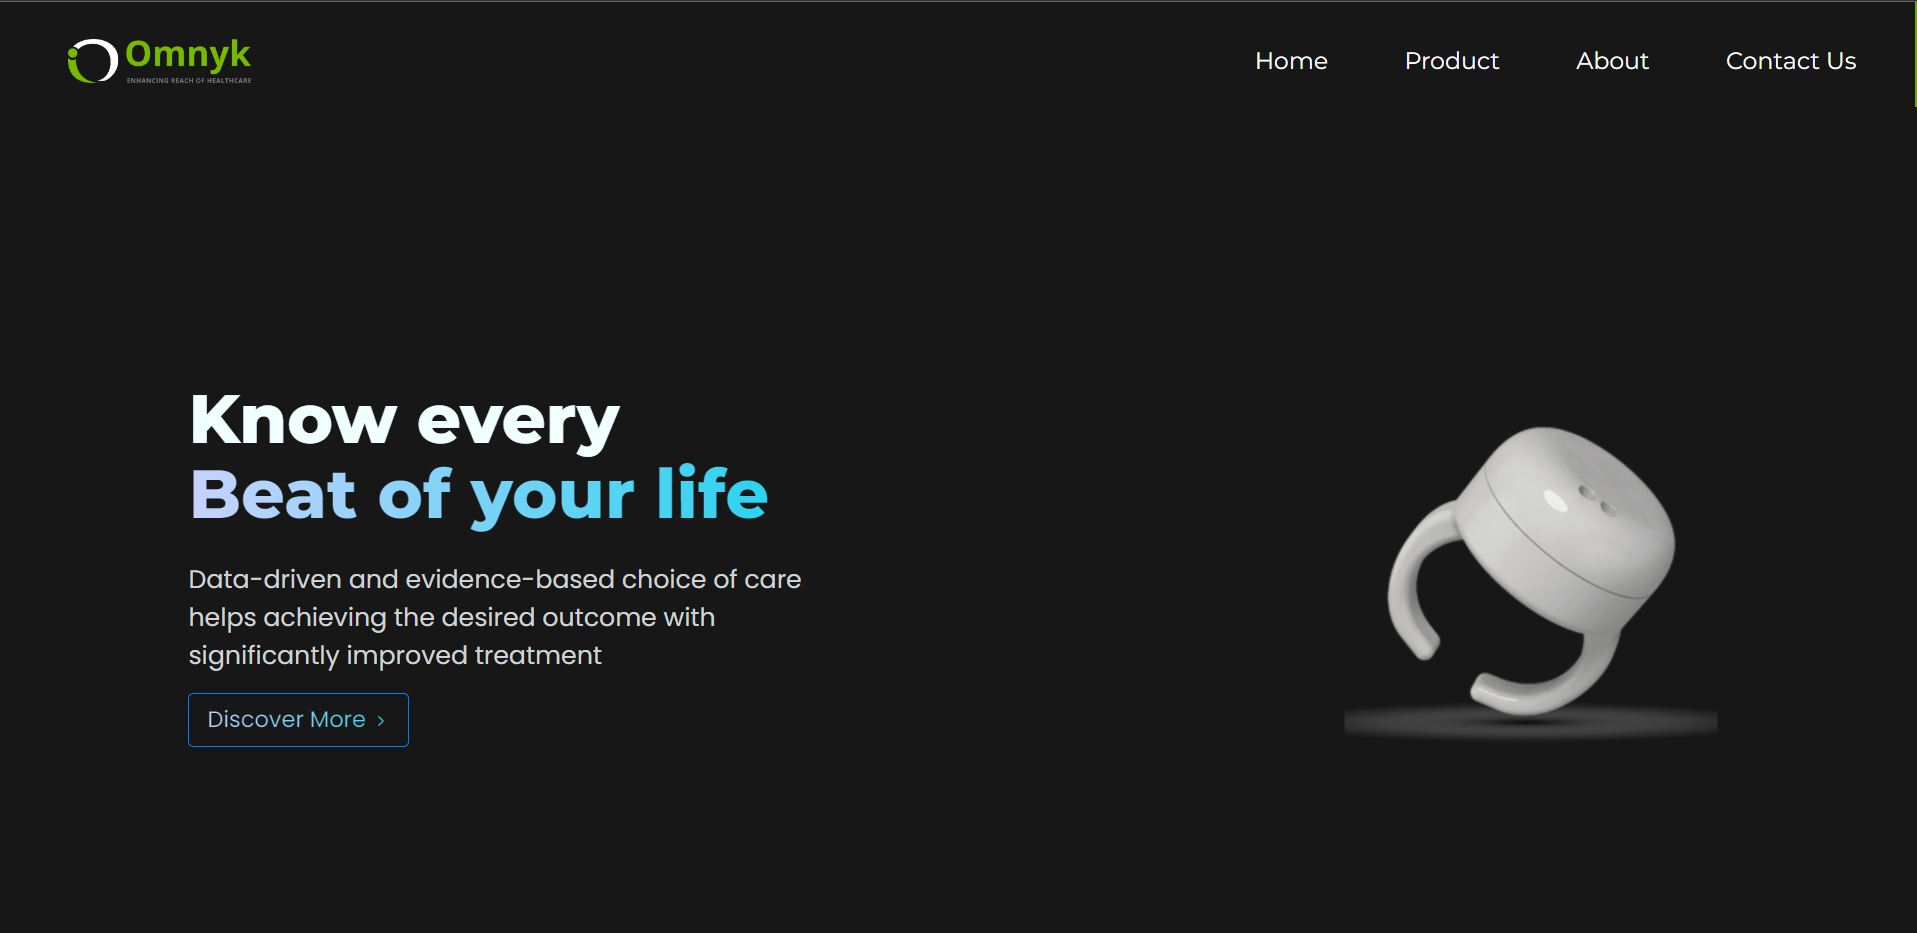 Omnyk
ENHANCING REACH OF HEALTHCARE
Home Product About Contact Us
Know every
Beat of your life
Data-driven and evidence-based choice of care
helps achieving the desired outcome with
significantly improved treatment
Discover More